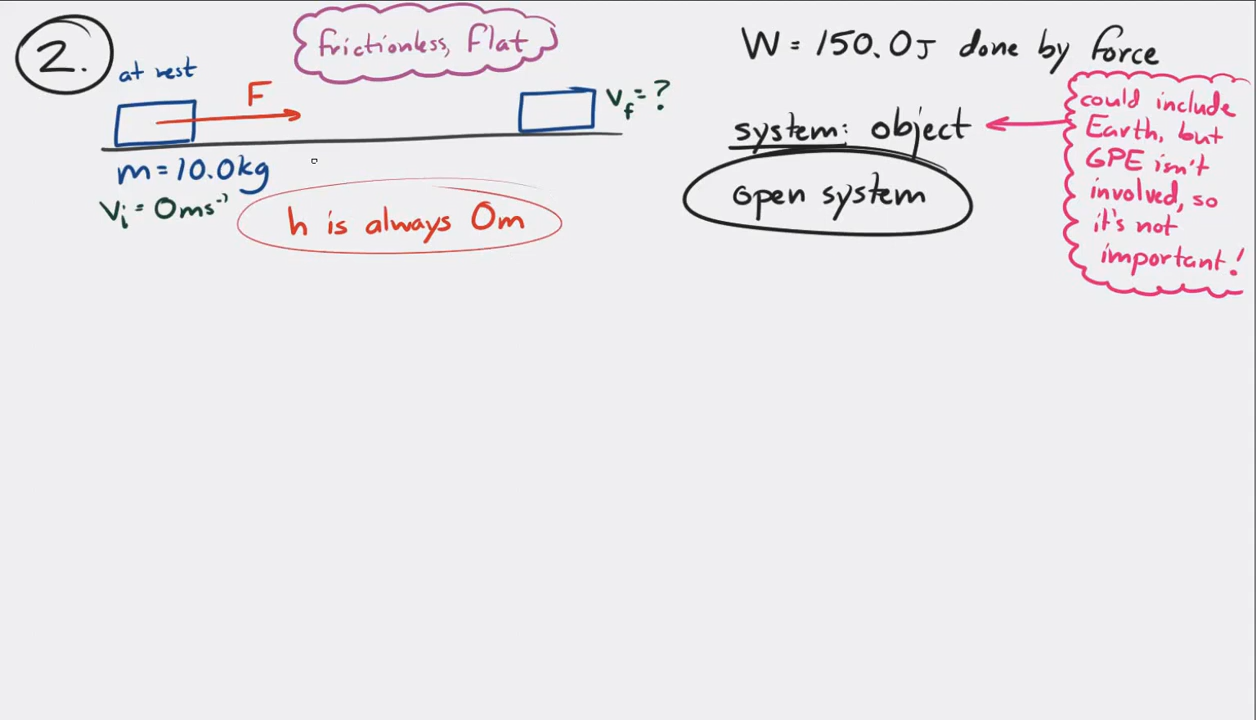 2.
at rest
frictionless, Flat
F
v_f = ?
m = 10.0kg
v_i = 0ms⁻¹
h is always 0m
W = 150.0J done by force
system: object
open system
could include
Earth, but
GPE isn't
involved, so
it's not
important!